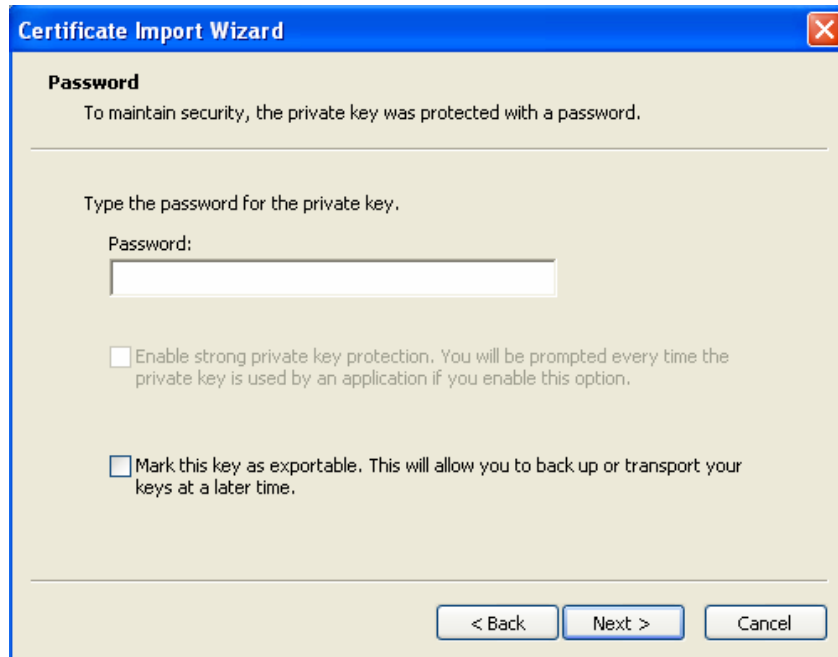 Certificate Import Wizard
Password
To maintain security, the private key was protected with a password.
Type the password for the private key.
Password:
Enable strong private key protection. You will be prompted every time the
private key is used by an application if you enable this option.
Mark this key as exportable. This will allow you to back up or transport your
keys at a later time.
< Back Next > Cancel